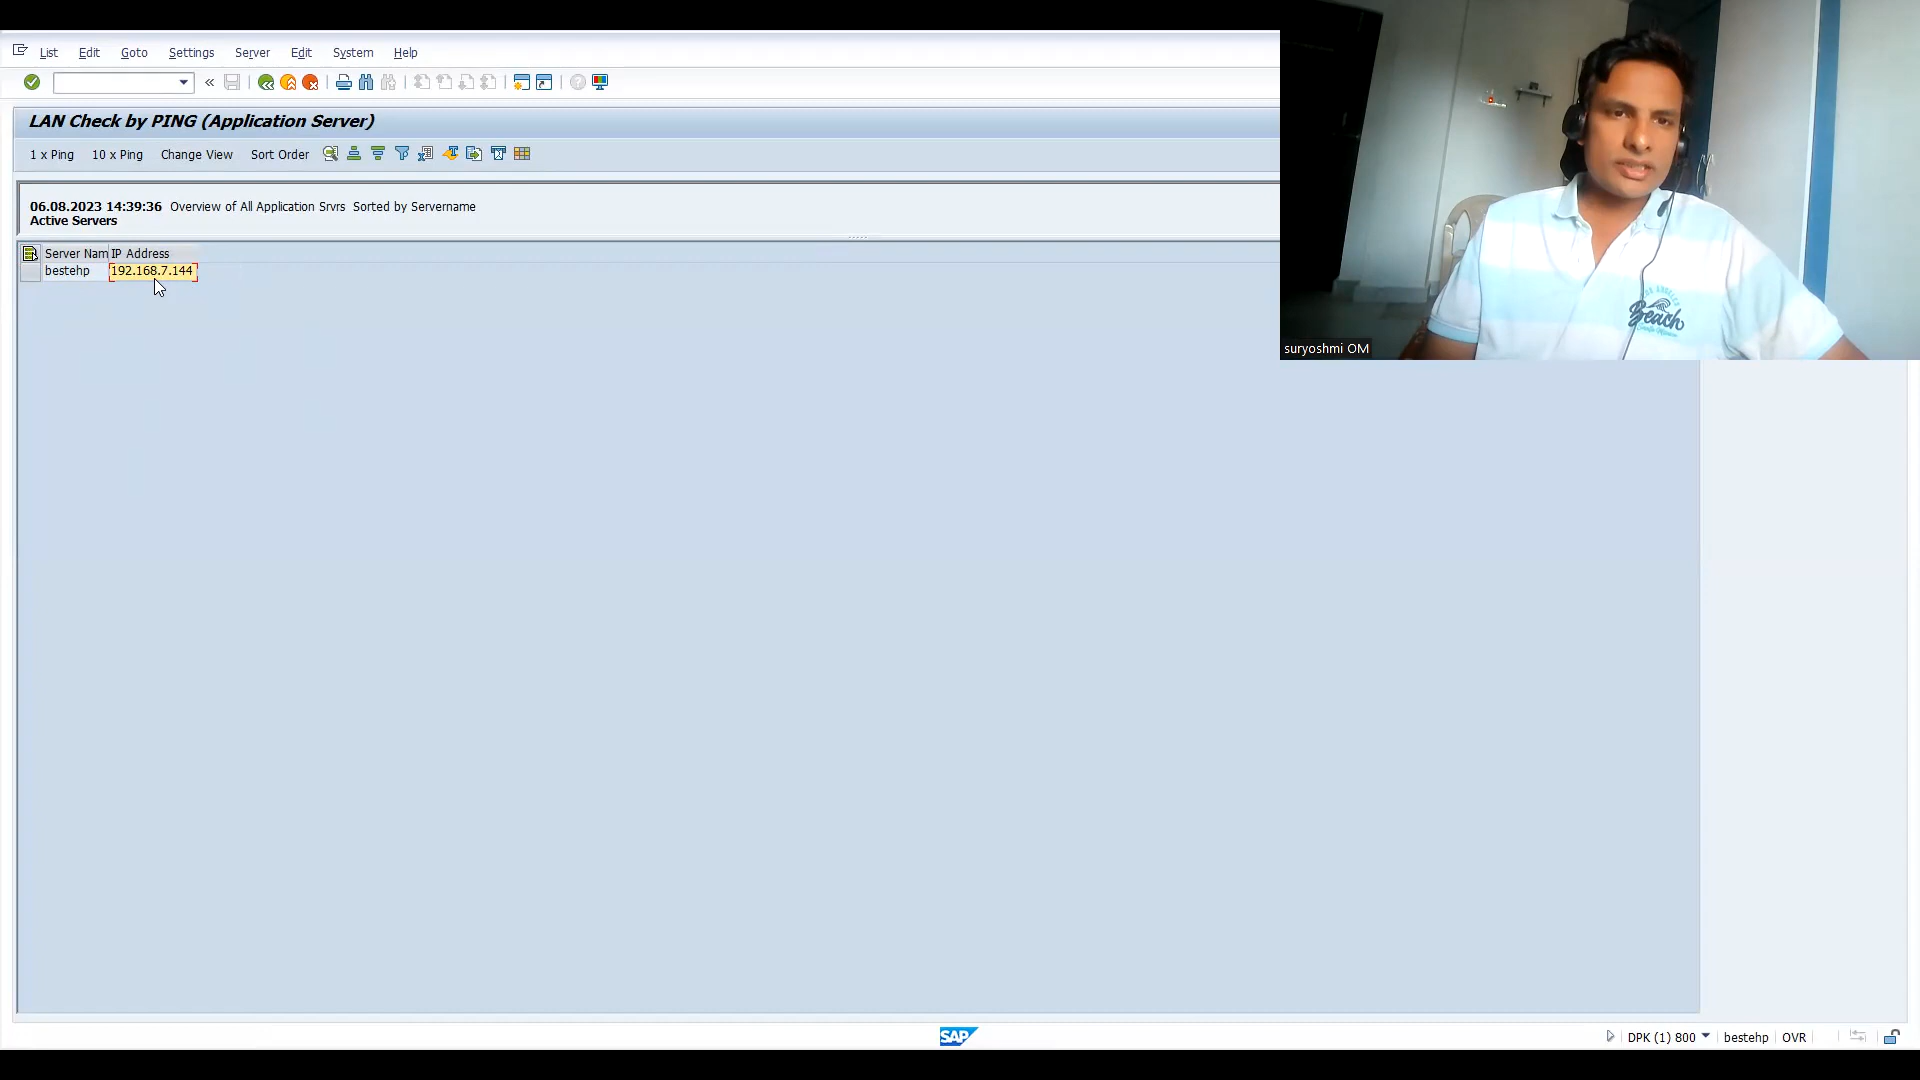 List Edit Goto Settings Server Edit System Help
LAN Check by PING (Application Server)
1 x Ping 10 x Ping Change View Sort Order
06.08.2023 14:39:36 Overview of All Application Srvrs Sorted by Servername
Active Servers
Server Nam IP Address
bestehp 192.168.7.144
Beach
suryoshmi OM
SAP
DPK (1) 800 bestehp OVR